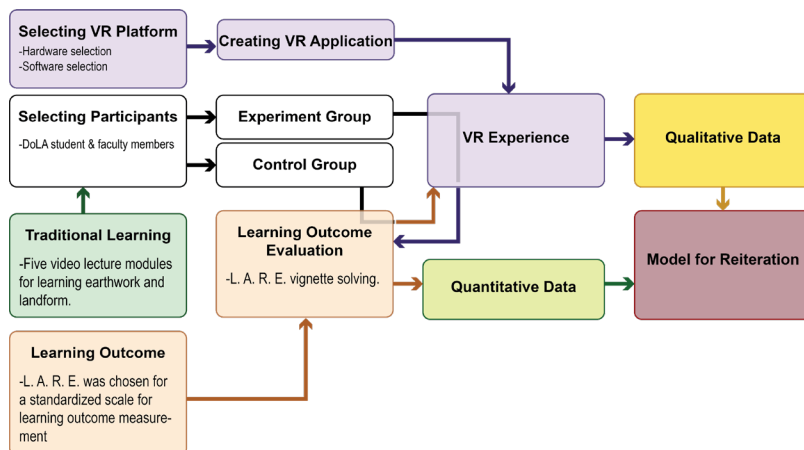 Selecting VR Platform
-Hardware selection
-Software selection
Creating VR Application
Selecting Participants
-DoLA student & faculty members
Experiment Group
Control Group
VR Experience
Qualitative Data
Traditional Learning
-Five video lecture modules
for learning earthwork and
landform.
Learning Outcome
Evaluation
-L. A. R. E. vignette solving.
Quantitative Data
Model for Reiteration
Learning Outcome
-L. A. R. E. was chosen for
a standardized scale for
learning outcome measure-
ment